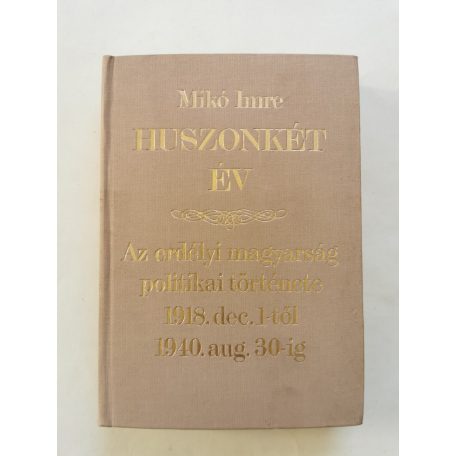 Mikó Imre
HUSZONKÉT
ÉV
Az erdélyi magyarság
politikai története
1918. dec. 1-től
1940. aug. 30-ig